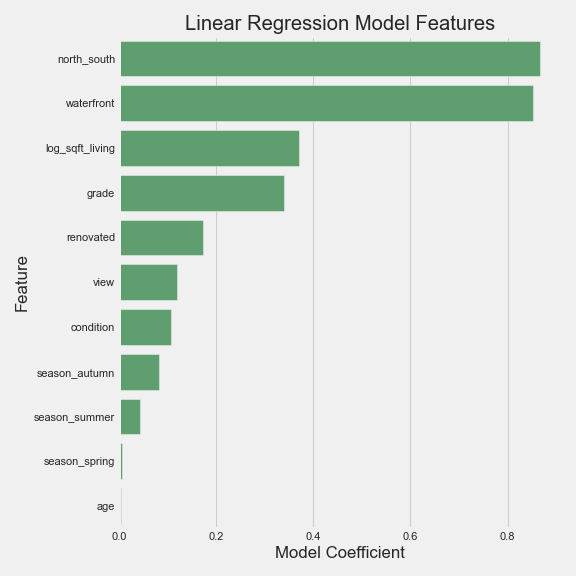 Linear Regression Model Features
north_south
waterfront
log_sqft_living
grade
renovated
view
condition
season_autumn
season_summer
season_spring
age
Feature
0.0 0.2 0.4 0.6 0.8
Model Coefficient